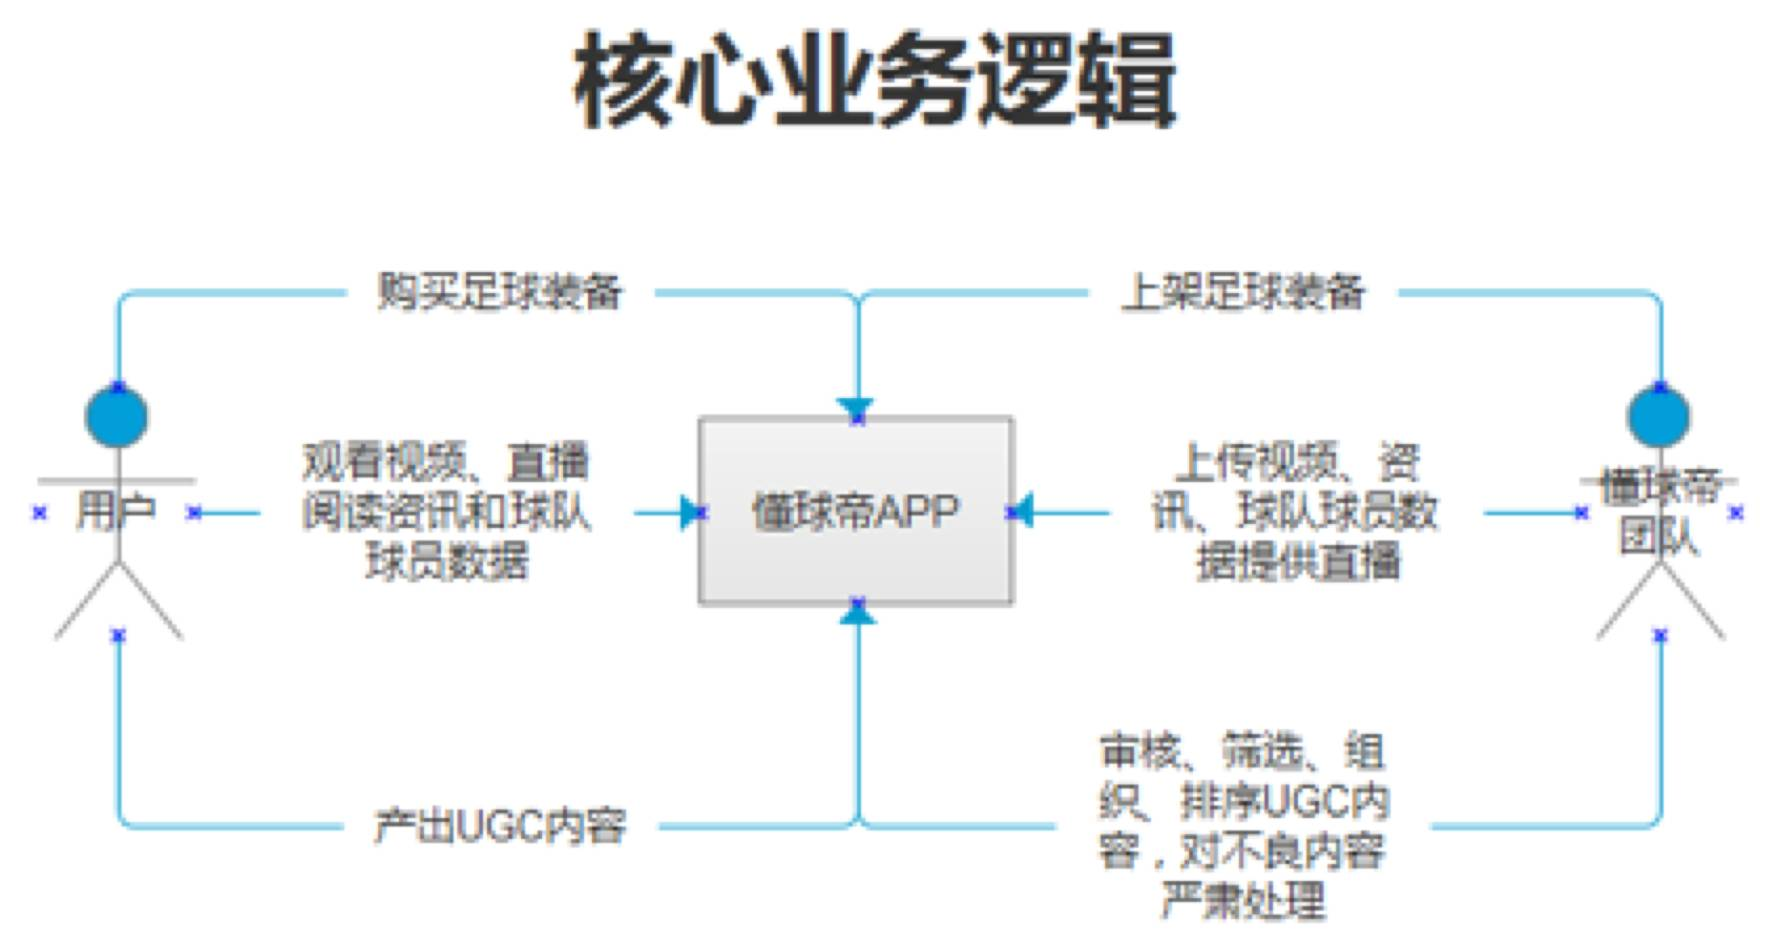 核心业务逻辑
购买足球装备
上架足球装备
观看视频、直播
阅读资讯和球队
球员数据
用户
懂球帝APP
上传视频、资
讯、球队球员数
据提供直播
懂球帝
团队
产出UGC内容
审核、筛选、组
织、排序UGC内
容，对不良内容
严肃处理